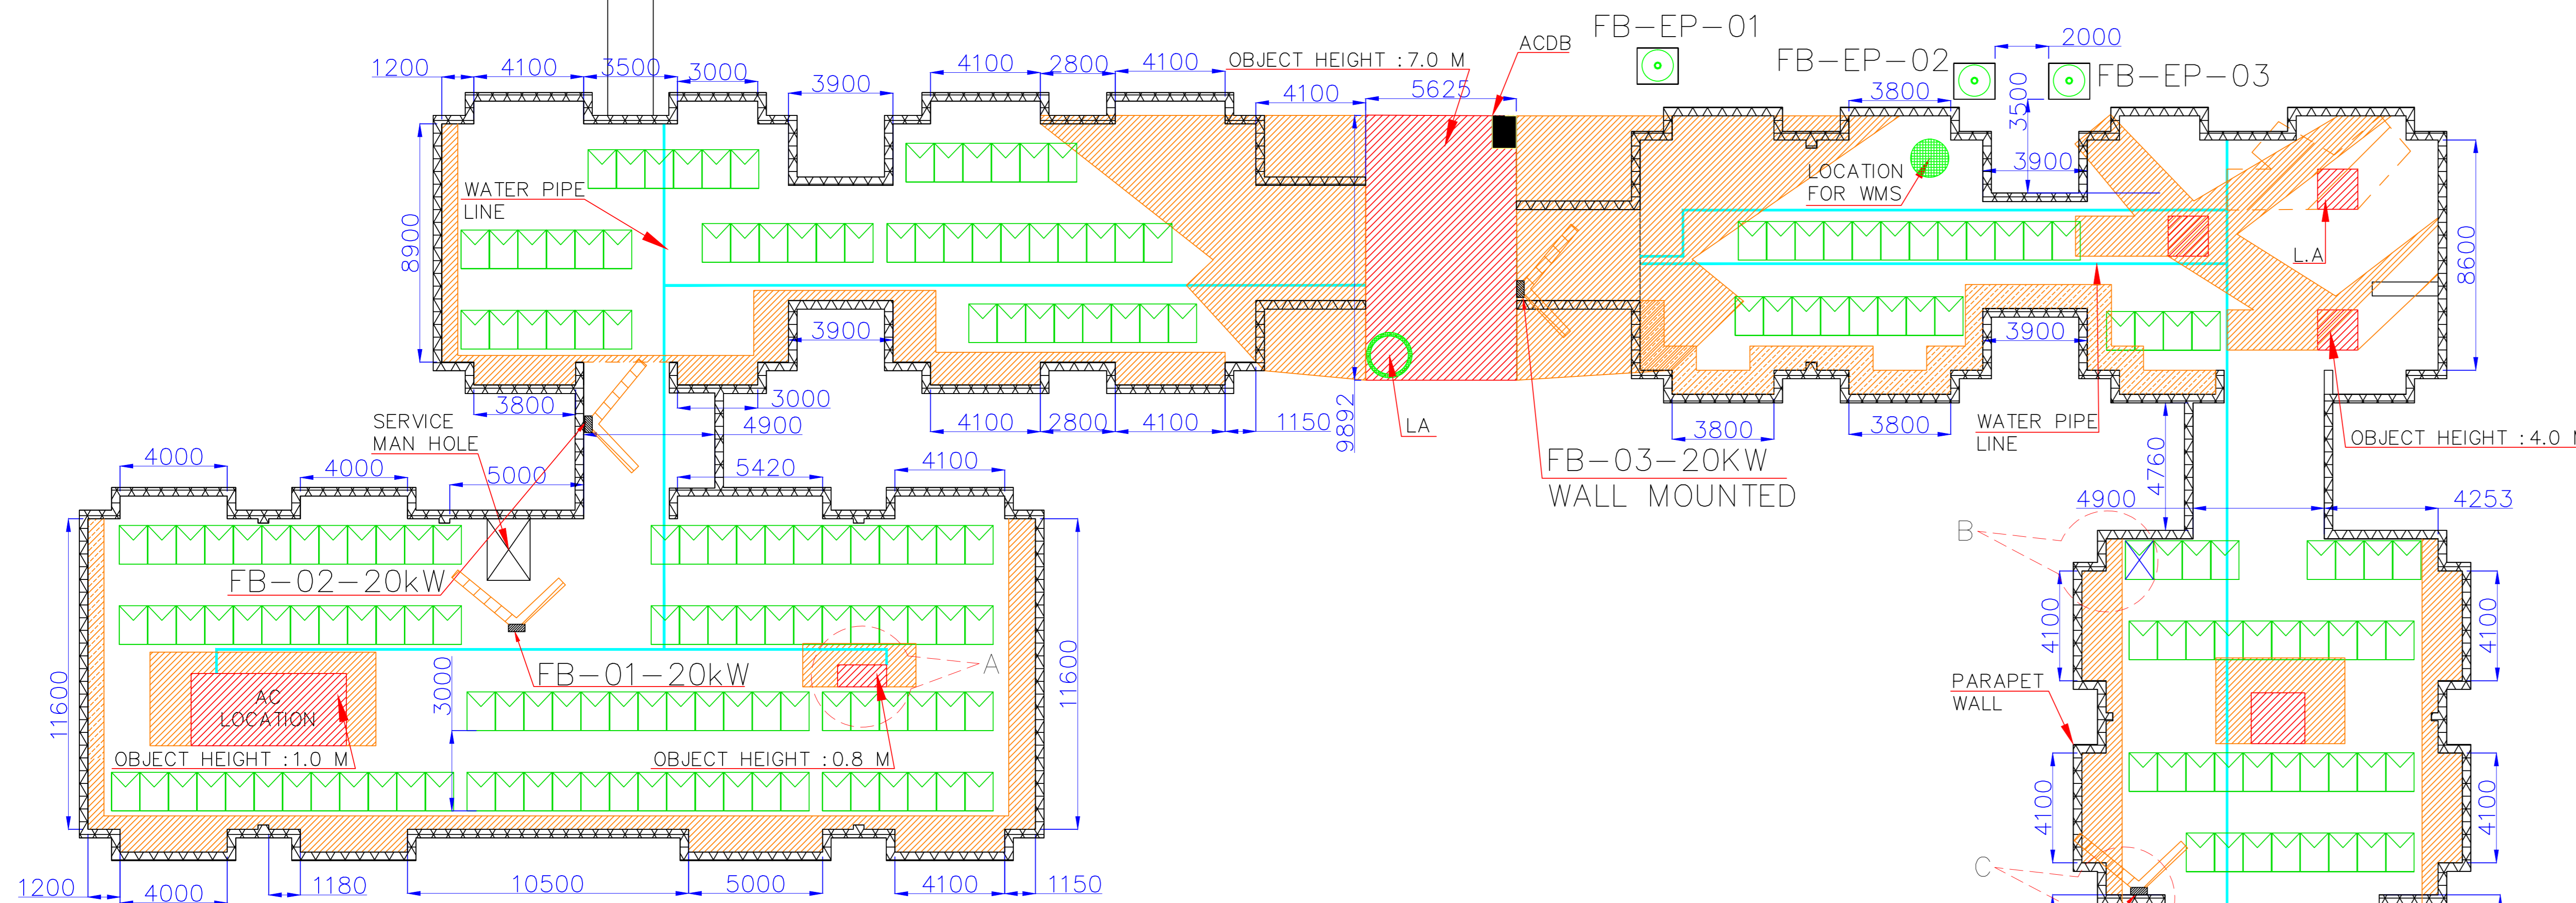 FB-EP-01
ACDB
OBJECT HEIGHT :7.0 M
FB-EP-02
2000
FB-EP-03
1200
4100
3500
3000
3900
4100
2800
4100
4100
5625
3800
3500
3900
LOCATION
FOR WMS
WATER PIPE
LINE
8900
L.A
8600
3900
3900
3800
3000
4900
4100
2800
4100
1150
9892
LA
3800
3800
WATER PIPE
LINE
OBJECT HEIGHT :4.0 M
SERVICE
MAN HOLE
FB-03-20KW
WALL MOUNTED
4760
4000
4000
5000
5420
4100
4900
4253
B
FB-02-20kW
4100
4100
FB-01-20kW
A
11600
3000
11600
AC
LOCATION
PARAPET
WALL
OBJECT HEIGHT :1.0 M
OBJECT HEIGHT :0.8 M
4100
4100
C
1200
4000
1180
10500
5000
4100
1150